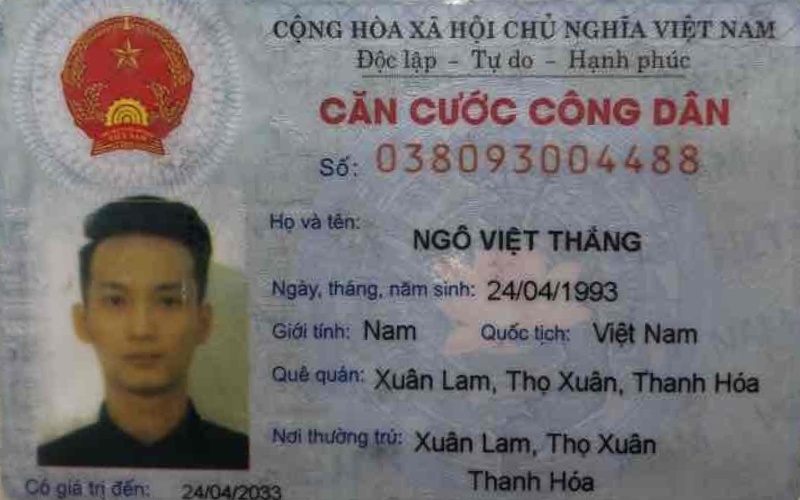 CỘNG HÒA XÃ HỘI CHỦ NGHĨA VIỆT NAM
Độc lập - Tự do - Hạnh phúc
CĂN CƯỚC CÔNG DÂN
Số: 038093004488
Họ và tên: NGÔ VIỆT THẮNG
Ngày, tháng, năm sinh: 24/04/1993
Giới tính: Nam Quốc tịch: Việt Nam
Quê quán: Xuân Lam, Thọ Xuân, Thanh Hóa
Nơi thường trú: Xuân Lam, Thọ Xuân
Thanh Hóa
Có giá trị đến: 24/04/2033